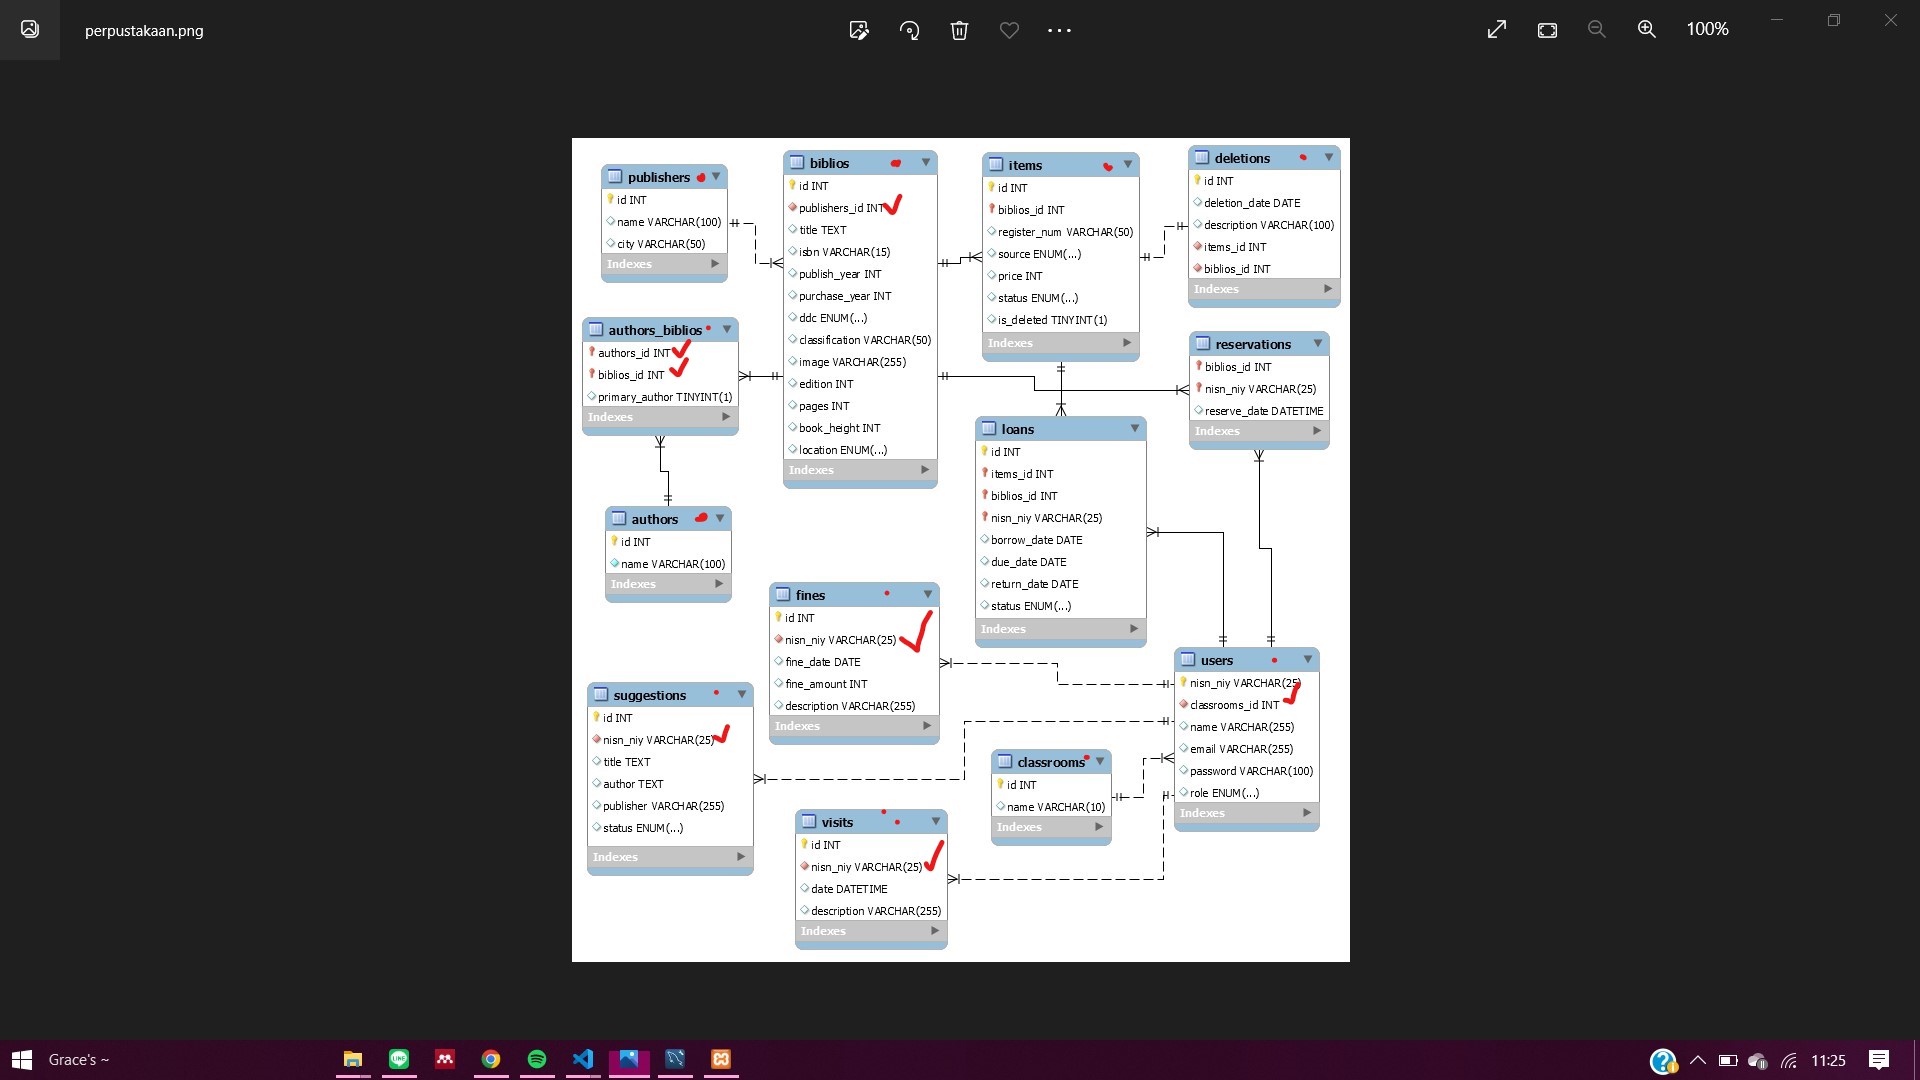 perpustakaan.png
100%
publishers
id INT
name VARCHAR(100)
city VARCHAR(50)
Indexes
biblios
id INT
publishers_id INT
title TEXT
isbn VARCHAR(15)
publish_year INT
purchase_year INT
ddc ENUM(...)
classification VARCHAR(50)
image VARCHAR(255)
edition INT
pages INT
book_height INT
location ENUM(...)
Indexes
items
id INT
biblios_id INT
register_num VARCHAR(50)
source ENUM(...)
price INT
status ENUM(...)
is_deleted TINYINT(1)
Indexes
deletions
id INT
deletion_date DATE
description VARCHAR(100)
items_id INT
biblios_id INT
Indexes
authors_biblios
authors_id INT
biblios_id INT
primary_author TINYINT(1)
Indexes
reservations
biblios_id INT
nisn_niy VARCHAR(25)
reserve_date DATETIME
Indexes
loans
id INT
items_id INT
biblios_id INT
nisn_niy VARCHAR(25)
borrow_date DATE
due_date DATE
return_date DATE
status ENUM(...)
Indexes
authors
id INT
name VARCHAR(100)
Indexes
fines
id INT
nisn_niy VARCHAR(25)
fine_date DATE
fine_amount INT
description VARCHAR(255)
Indexes
users
nisn_niy VARCHAR(25)
classrooms_id INT
name VARCHAR(255)
email VARCHAR(255)
password VARCHAR(100)
role ENUM(...)
Indexes
suggestions
id INT
nisn_niy VARCHAR(25)
title TEXT
author TEXT
publisher VARCHAR(255)
status ENUM(...)
Indexes
classrooms
id INT
name VARCHAR(10)
Indexes
visits
id INT
nisn_niy VARCHAR(25)
date DATETIME
description VARCHAR(255)
Indexes
Grace's ~
LINE
11:25